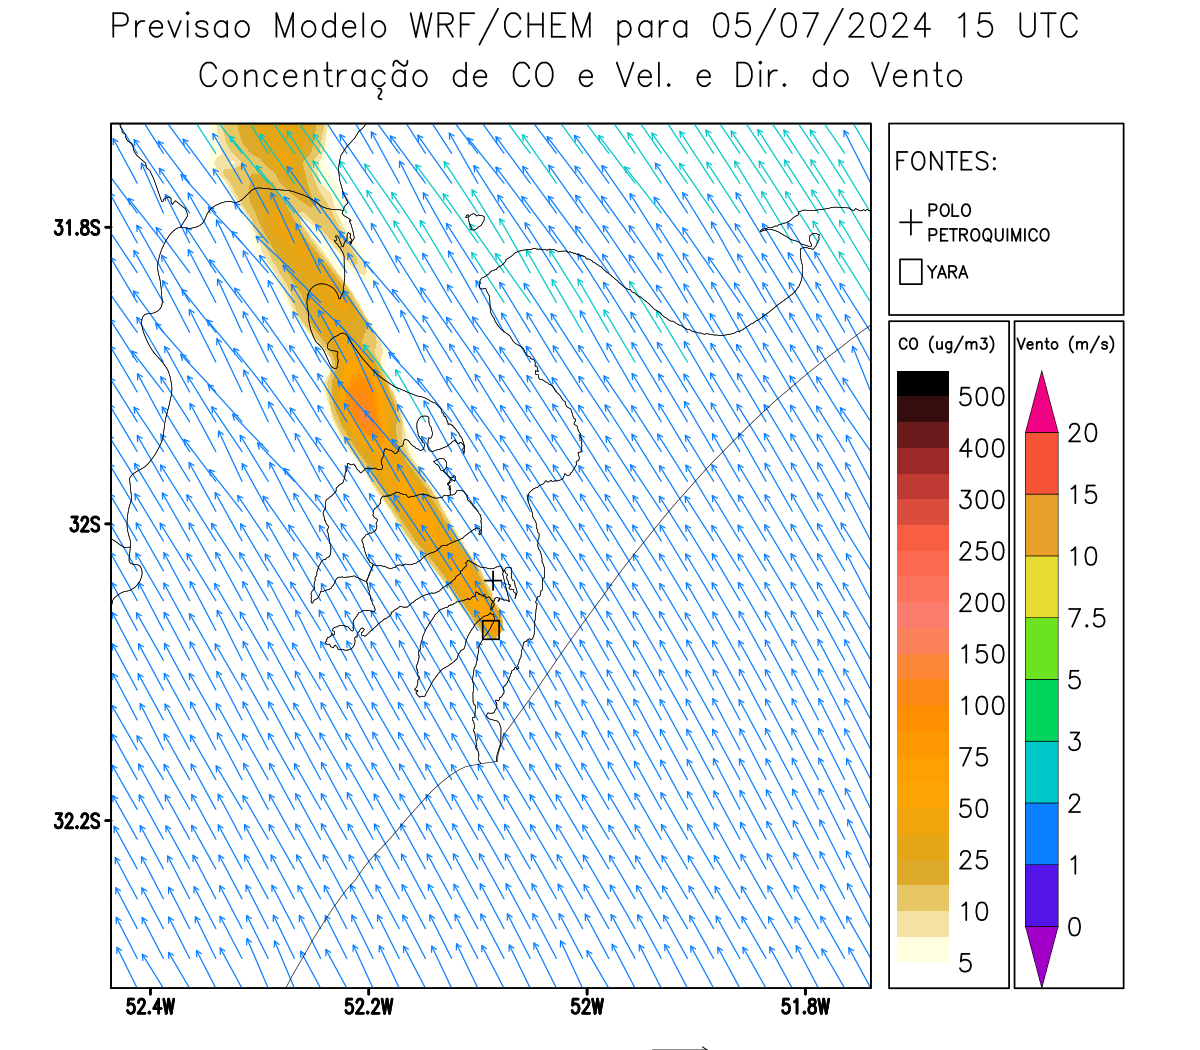 Previsao Modelo WRF/CHEM para 05/07/2024 15 UTC
Concentração de CO e Vel. e Dir. do Vento
FONTES:
POLO
PETROQUIMICO
YARA
31.8S
32S
32.2S
52.4W
52.2W
52W
51.8W
CO (ug/m3)
500
400
300
250
200
150
100
75
50
25
10
5
Vento (m/s)
20
15
10
7.5
5
3
2
1
0